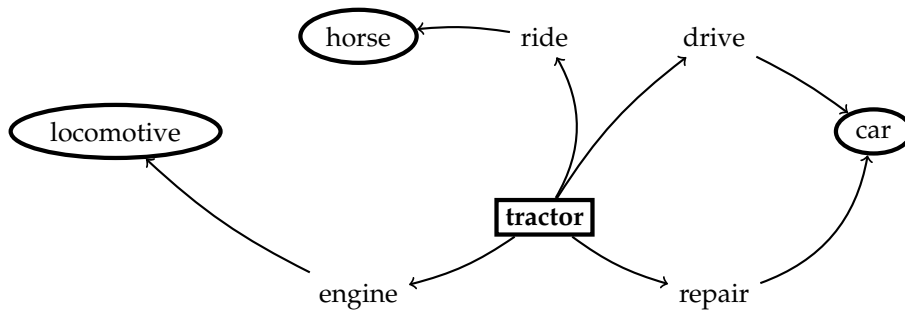 horse
ride
drive
locomotive
car
tractor
engine
repair